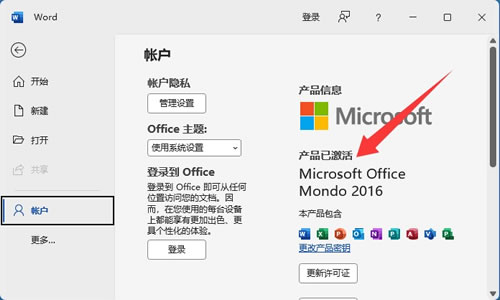 Word
登录
?
帐户
开始
新建
打开
共享
帐户
更多...
帐户隐私
管理设置
Office 主题:
使用系统设置
登录到 Office
登录到 Office 即可从任何
位置访问您的文档。因
而，在您使用的每台设备
上都能享有更加出色、更
具个性化的体验。
登录
产品信息
Microsoft
产品已激活
Microsoft Office
Mondo 2016
本产品包含
更改产品密钥
更新许可证